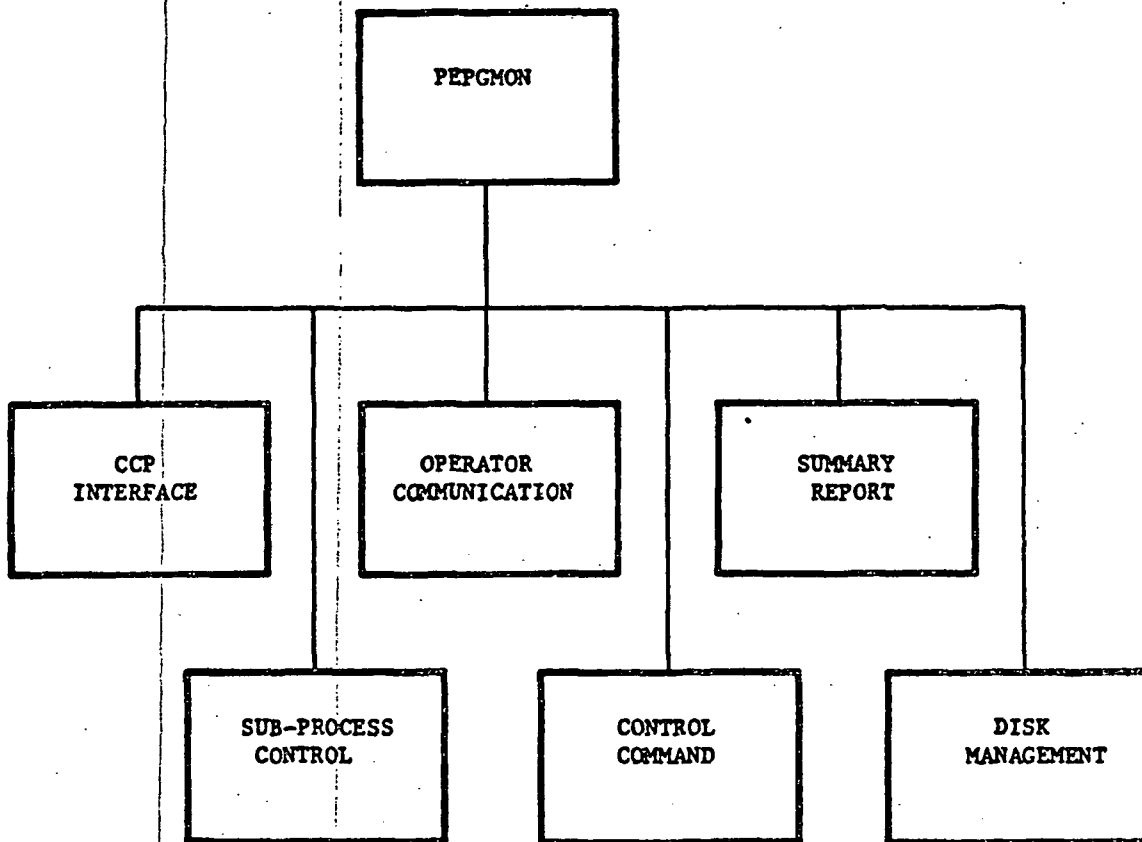 PEPGMON
CCP
INTERFACE
OPERATOR
COMMUNICATION
SUMMARY
REPORT
SUB-PROCESS
CONTROL
CONTROL
COMMAND
DISK
MANAGEMENT